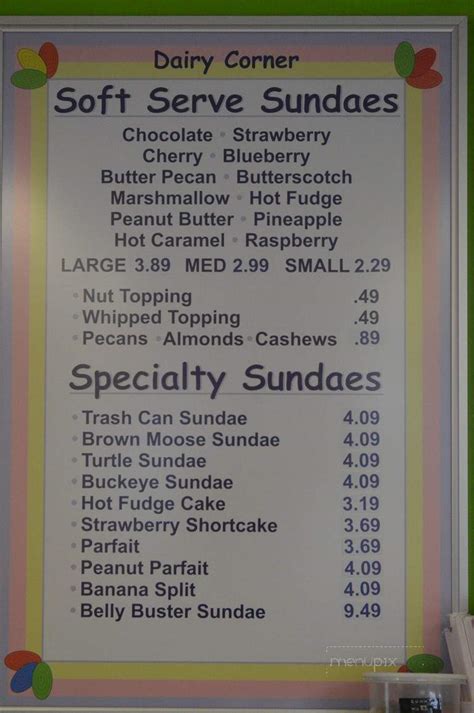 Dairy Corner
Soft Serve Sundaes
Chocolate • Strawberry
Cherry • Blueberry
Butter Pecan • Butterscotch
Marshmallow • Hot Fudge
Peanut Butter • Pineapple
Hot Caramel • Raspberry
LARGE 3.89 MED 2.99 SMALL 2.29
• Nut Topping .49
• Whipped Topping .49
• Pecans • Almonds • Cashews .89
Specialty Sundaes
• Trash Can Sundae 4.09
• Brown Moose Sundae 4.09
• Turtle Sundae 4.09
• Buckeye Sundae 4.09
• Hot Fudge Cake 3.19
• Strawberry Shortcake 3.69
• Parfait 3.69
• Peanut Parfait 4.09
• Banana Split 4.09
• Belly Buster Sundae 9.49
menupix